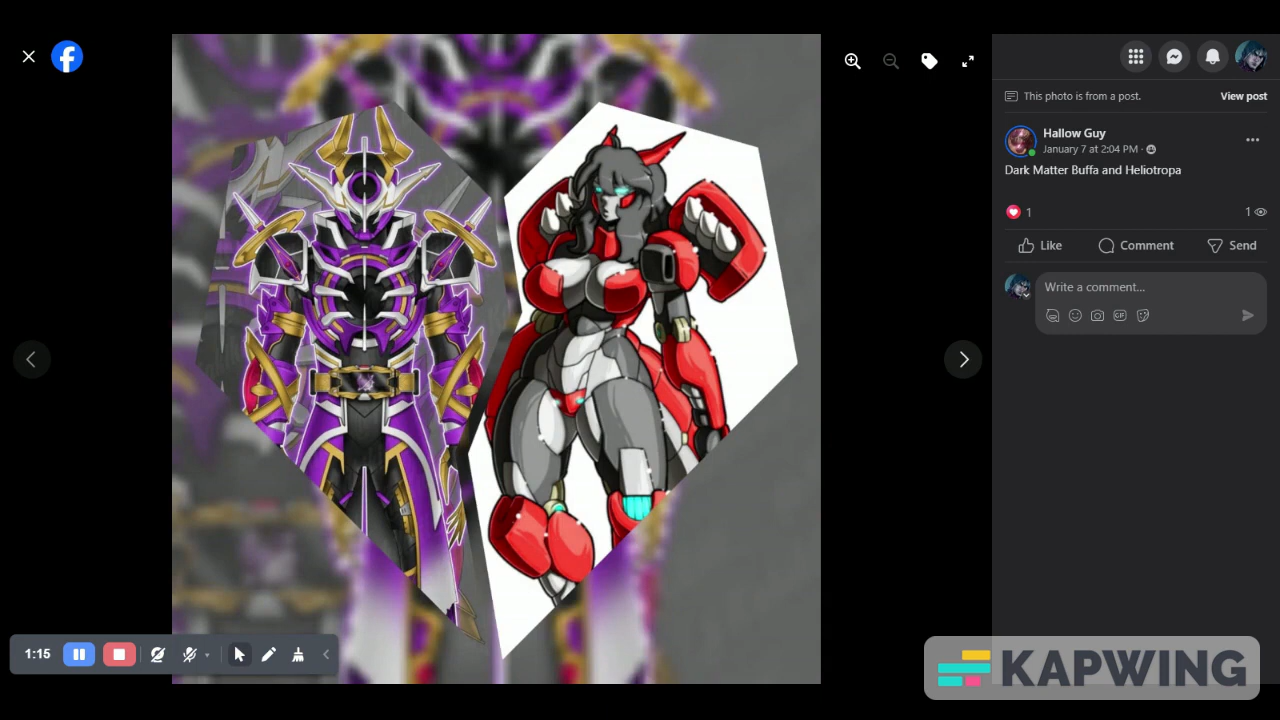 This photo is from a post.
View post
Hallow Guy
January 7 at 2:04 PM ·
Dark Matter Buffa and Heliotropa
1
1
Like
Comment
Send
Write a comment...
GIF
1:15
KAPWING